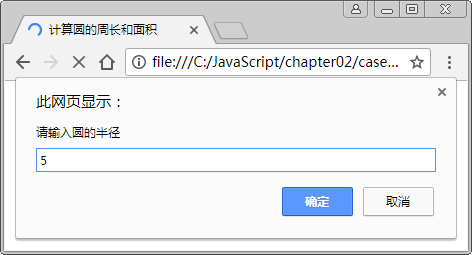 计算圆的周长和面积
file:///C:/JavaScript/chapter02/case...
此网页显示：
请输入圆的半径
5
确定 取消